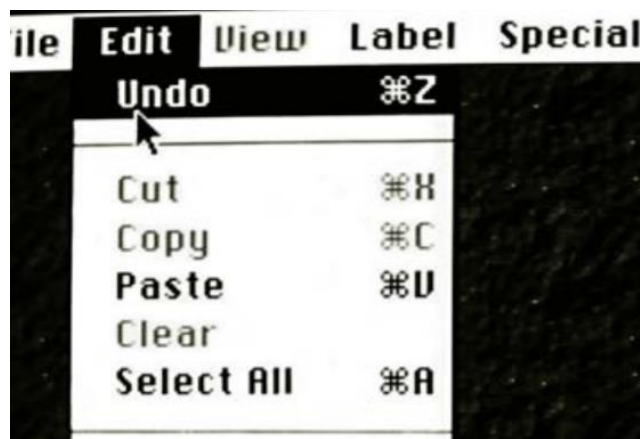 ile Edit View Label Special
Undo ⌘Z
Cut ⌘X
Copy ⌘C
Paste ⌘V
Clear
Select All ⌘A